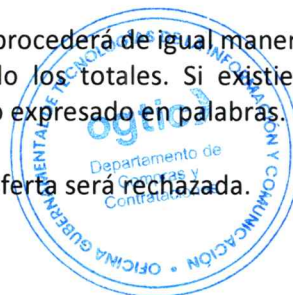 procederá de igual maner
do los totales. Si existie
o expresado en palabras.
ferta será rechazada.
OFICINA GUBERNAMENTAL DE TECNOLOGÍAS DE LA INFORMACIÓN Y COMUNICACIÓN
ogtic
Departamento de
Compras y
Contrataciones